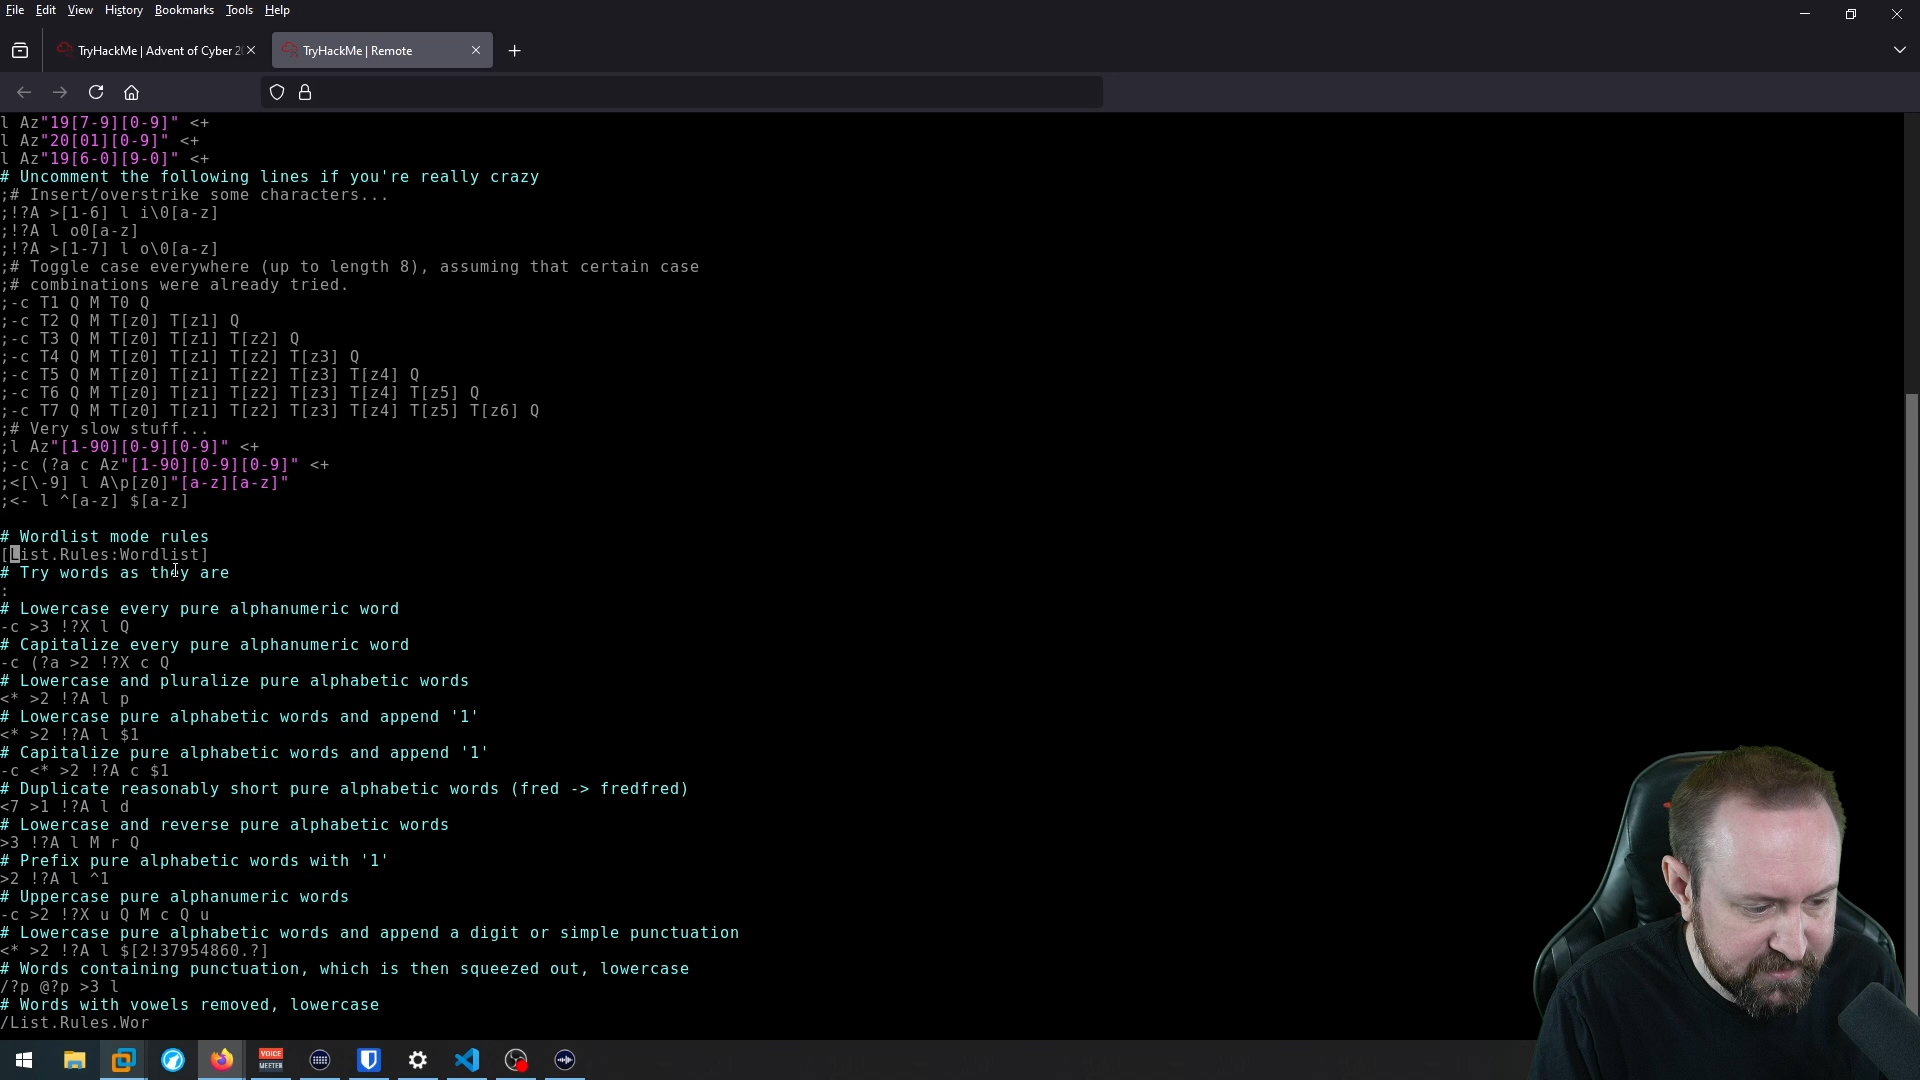 File Edit View History Bookmarks Tools Help
TryHackMe | Advent of Cyber 2
TryHackMe | Remote
l Az"19[7-9][0-9]" <+
l Az"20[01][0-9]" <+
l Az"19[6-0][9-0]" <+
# Uncomment the following lines if you're really crazy
;# Insert/overstrike some characters...
;!?A >[1-6] l i\0[a-z]
;!?A l o0[a-z]
;!?A >[1-7] l o\0[a-z]
;# Toggle case everywhere (up to length 8), assuming that certain case
;# combinations were already tried.
;-c T1 Q M T0 Q
;-c T2 Q M T[z0] T[z1] Q
;-c T3 Q M T[z0] T[z1] T[z2] Q
;-c T4 Q M T[z0] T[z1] T[z2] T[z3] Q
;-c T5 Q M T[z0] T[z1] T[z2] T[z3] T[z4] Q
;-c T6 Q M T[z0] T[z1] T[z2] T[z3] T[z4] T[z5] Q
;-c T7 Q M T[z0] T[z1] T[z2] T[z3] T[z4] T[z5] T[z6] Q
;# Very slow stuff...
;l Az"[1-90][0-9][0-9]" <+
;-c (?a c Az"[1-90][0-9][0-9]" <+
;<[\-9] l A\p[z0]"[a-z][a-z]"
;<- l ^[a-z] $[a-z]
# Wordlist mode rules
[List.Rules:Wordlist]
# Try words as they are
:
# Lowercase every pure alphanumeric word
-c >3 !?X l Q
# Capitalize every pure alphanumeric word
-c (?a >2 !?X c Q
# Lowercase and pluralize pure alphabetic words
<* >2 !?A l p
# Lowercase pure alphabetic words and append '1'
<* >2 !?A l $1
# Capitalize pure alphabetic words and append '1'
-c <* >2 !?A c $1
# Duplicate reasonably short pure alphabetic words (fred -> fredfred)
<7 >1 !?A l d
# Lowercase and reverse pure alphabetic words
>3 !?A l M r Q
# Prefix pure alphabetic words with '1'
>2 !?A l ^1
# Uppercase pure alphanumeric words
-c >2 !?X u Q M c Q u
# Lowercase pure alphabetic words and append a digit or simple punctuation
<* >2 !?A l $[2!37954860.?]
# Words containing punctuation, which is then squeezed out, lowercase
/?p @?p >3 l
# Words with vowels removed, lowercase
/List.Rules.Wor
VOICE
MEETER